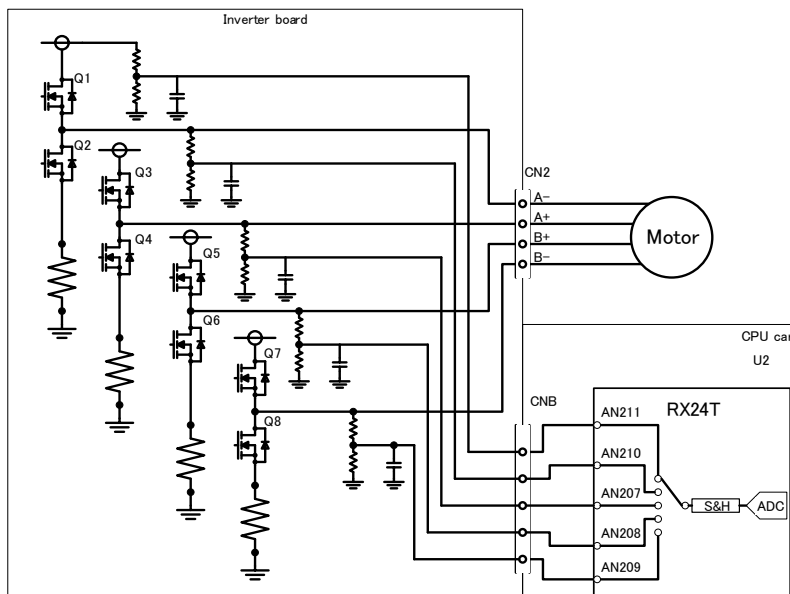 Inverter board
Q1
Q2
Q3
Q4
Q5
Q6
Q7
Q8
CN2
A-
A+
B+
B-
Motor
CPU car
U2
CNB
RX24T
AN211
AN210
AN207
AN208
AN209
S&H
ADC